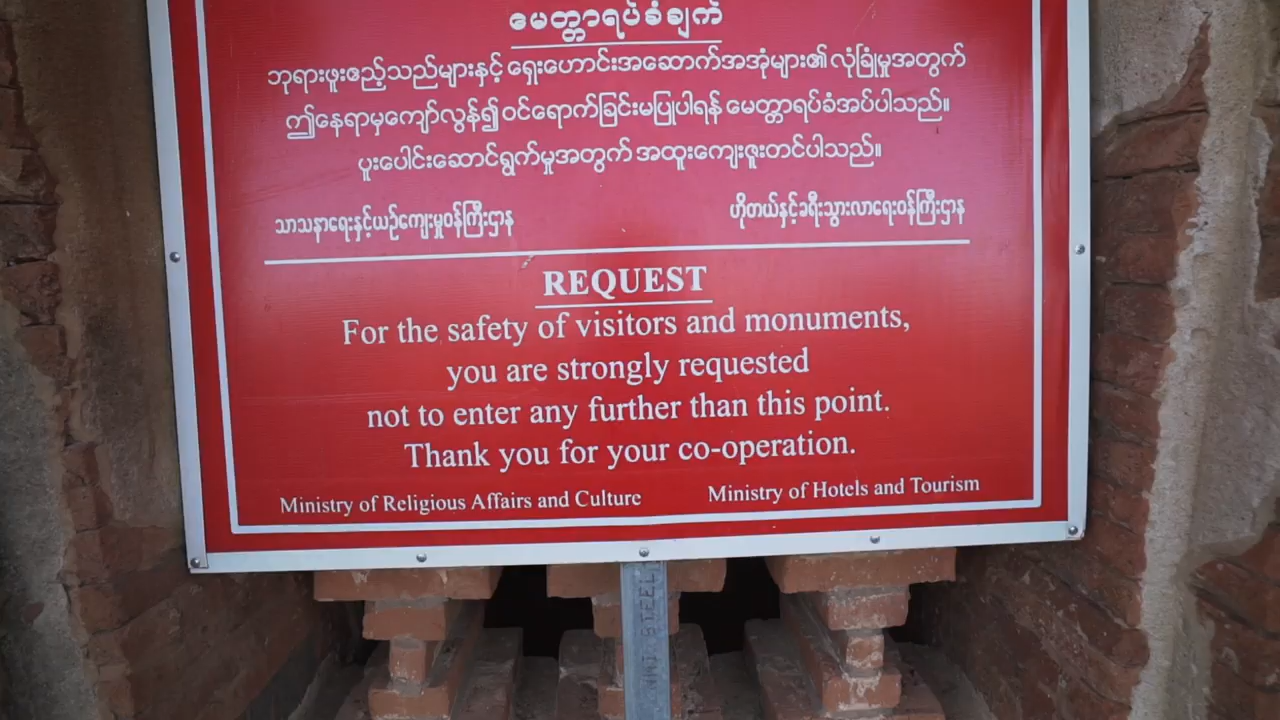 မေတ္တာရပ်ခံချက်
ဘုရားဖူးဧည့်သည်များနှင့် ရှေးဟောင်းအဆောက်အအုံများ၏ လုံခြုံမှုအတွက်
ဤနေရာမှကျော်လွန်၍ ဝင်ရောက်ခြင်းမပြုပါရန် မေတ္တာရပ်ခံအပ်ပါသည်။
ပူးပေါင်းဆောင်ရွက်မှုအတွက် အထူးကျေးဇူးတင်ပါသည်။
သာသနာရေးနှင့်ယဉ်ကျေးမှုဝန်ကြီးဌာန ဟိုတယ်နှင့်ခရီးသွားလာရေးဝန်ကြီးဌာန
REQUEST
For the safety of visitors and monuments,
you are strongly requested
not to enter any further than this point.
Thank you for your co-operation.
Ministry of Religious Affairs and Culture Ministry of Hotels and Tourism
STEEL